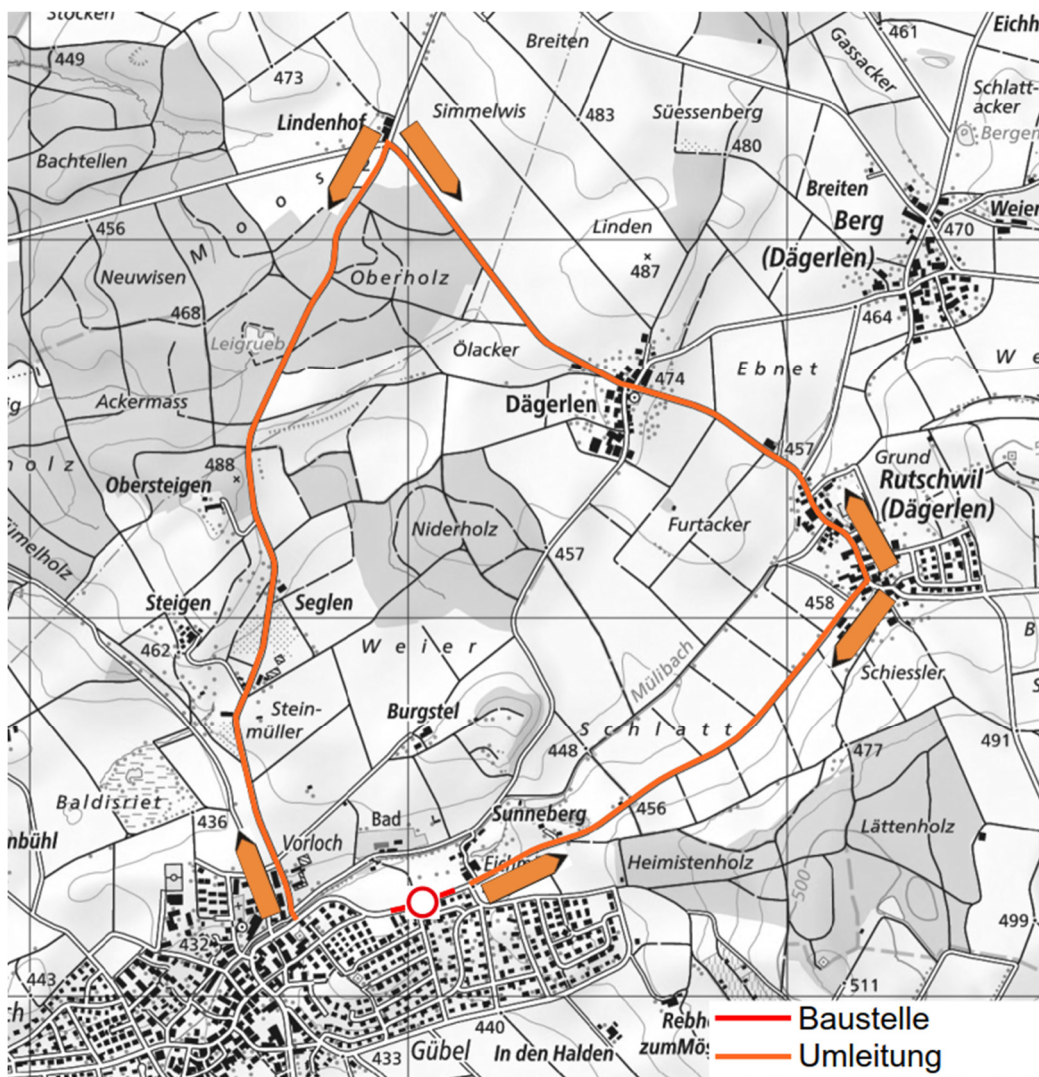 Stocken
449
473
Breiten
Gassacker
461
Simmelwis
Lindenhof
483
Süessenberg
Schlatt-
äcker
Bergen
480
Bachtellen
Breiten
Berg
(Dägerlen)
Weier
470
456
M o o s
Linden
487
Neuwisen
Oberholz
468
464
Leigrueb
Ölacker
Ebnet
474
Ackermass
Dägerlen
457
Grund
Rutschwil
(Dägerlen)
488
Obersteigen
Niderholz
Furtacker
457
458
Steigen
Seglen
462
Weier
Mülibach
Schiessler
Stein-
müller
Burgstel
Schlatt
448
477
491
Baldisriet
436
456
Sunneberg
Bad
Vorloch
Lättenholz
Heimistenholz
500
432
499
443
511
440
433
Gübel
In den Halden
Baustelle
Umleitung